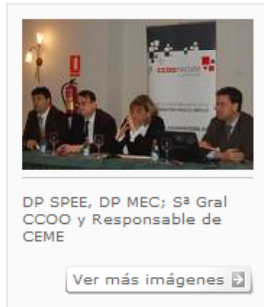 DP SPEE, DP MEC; Sª Gral
CCOO y Responsable de
CEME
Ver más imágenes